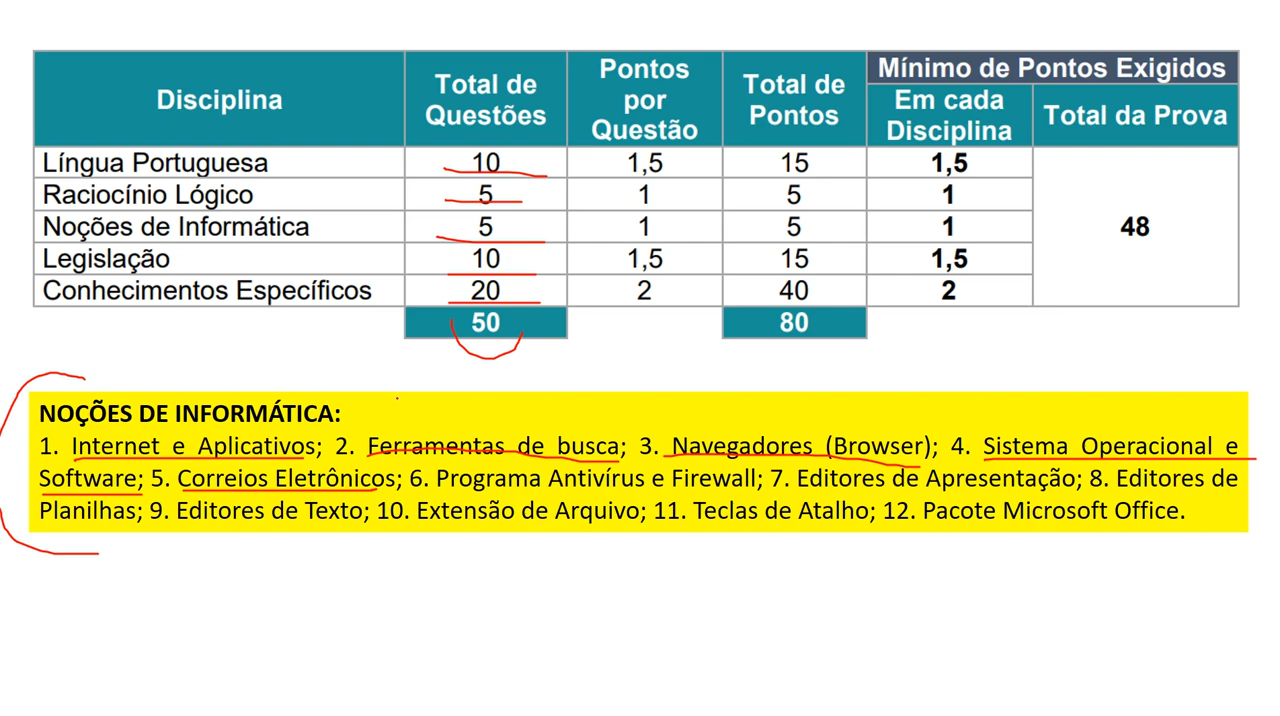 Disciplina Total de Questões Pontos por Questão Total de Pontos Mínimo de Pontos Exigidos
Em cada Disciplina Total da Prova
Língua Portuguesa 10 1,5 15 1,5
Raciocínio Lógico 5 1 5 1
Noções de Informática 5 1 5 1 48
Legislação 10 1,5 15 1,5
Conhecimentos Específicos 20 2 40 2
50 80
NOÇÕES DE INFORMÁTICA:
1. Internet e Aplicativos; 2. Ferramentas de busca; 3. Navegadores (Browser); 4. Sistema Operacional e
Software; 5. Correios Eletrônicos; 6. Programa Antivírus e Firewall; 7. Editores de Apresentação; 8. Editores de
Planilhas; 9. Editores de Texto; 10. Extensão de Arquivo; 11. Teclas de Atalho; 12. Pacote Microsoft Office.